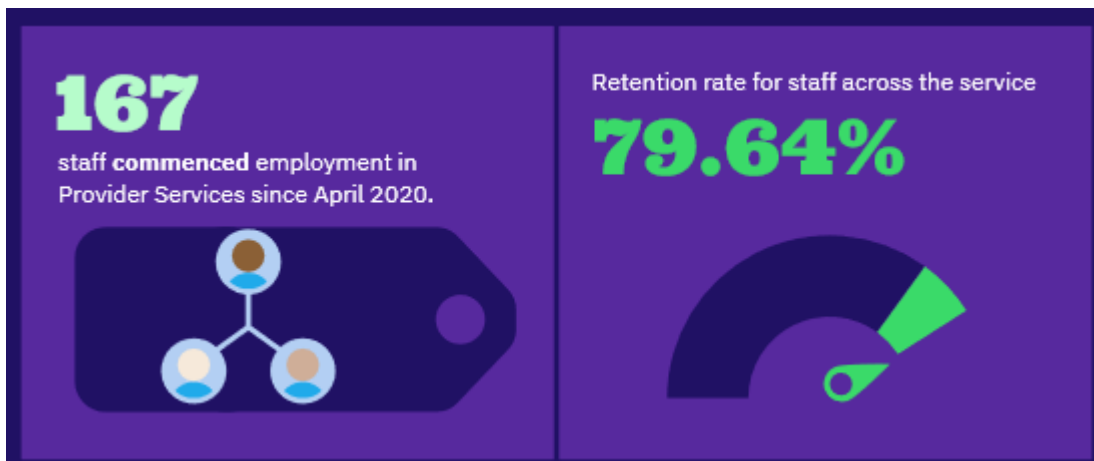 167
staff commenced employment in
Provider Services since April 2020.
Retention rate for staff across the service
79.64%